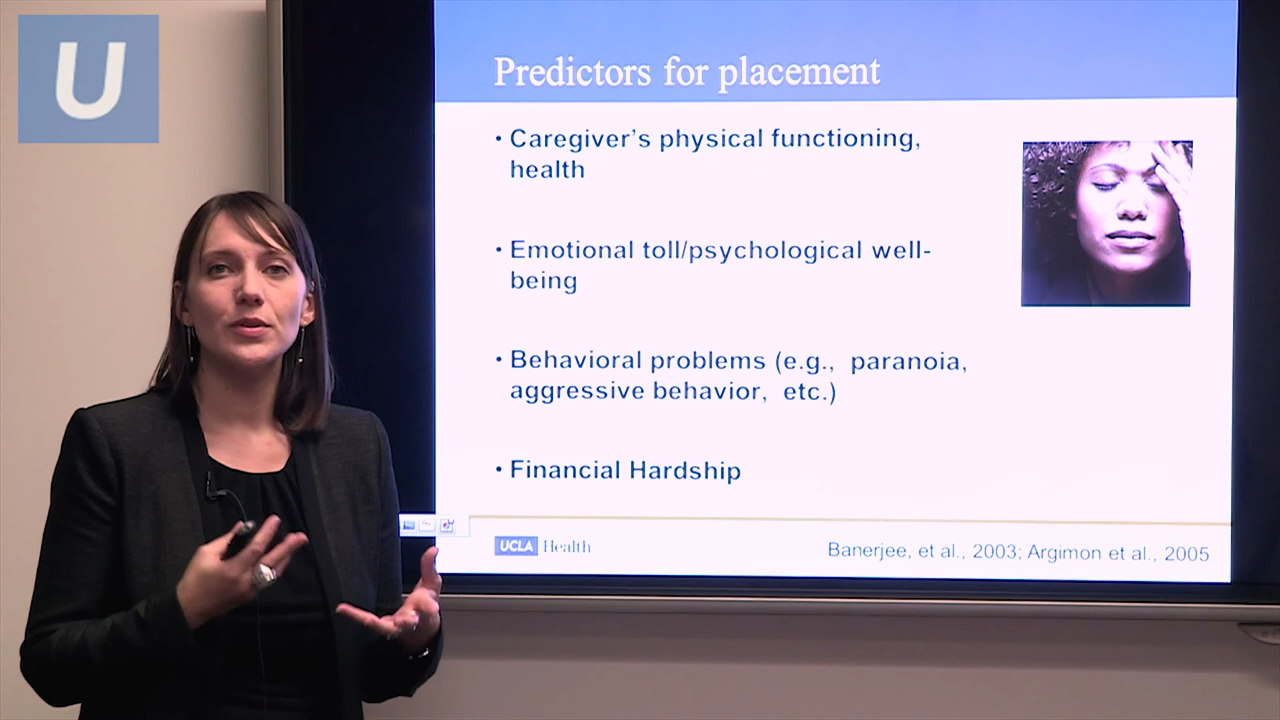 U
Predictors for placement
• Caregiver's physical functioning,
health
• Emotional toll/psychological well-
being
• Behavioral problems (e.g., paranoia,
aggressive behavior, etc.)
• Financial Hardship
UCLA Health
Banerjee, et al., 2003; Argimon et al., 2005